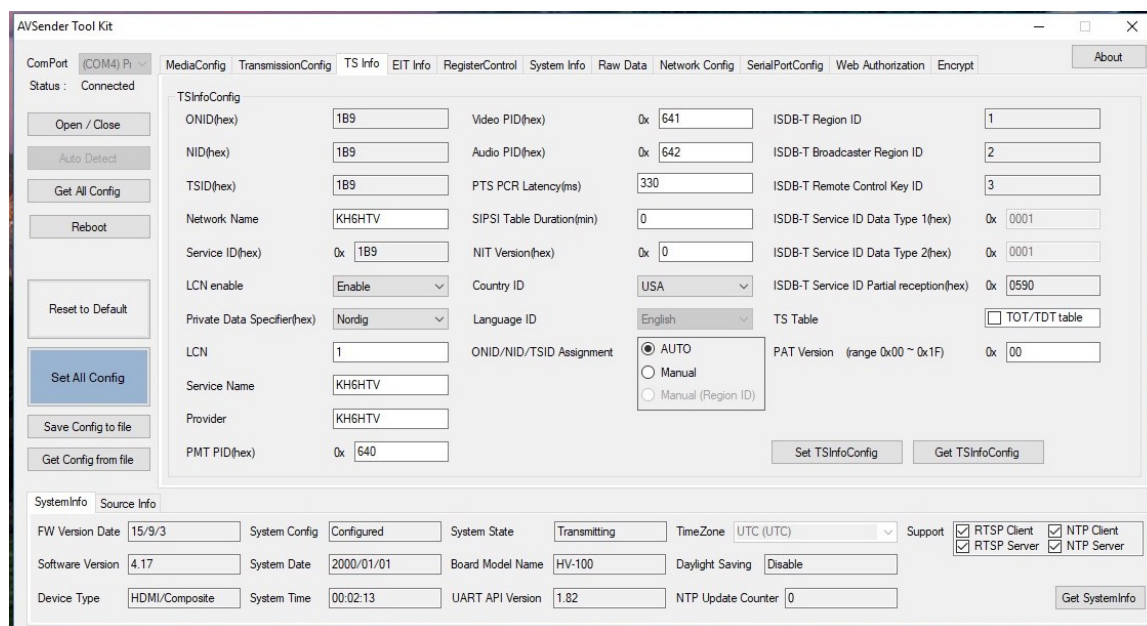 AVSender Tool Kit
ComPort (COM4) Pr
Status : Connected
Open / Close
Auto Detect
Get All Config
Reboot
Reset to Default
Set All Config
Save Config to file
Get Config from file
MediaConfig TransmissionConfig TS Info EIT Info RegisterControl System Info Raw Data Network Config SerialPortConfig Web Authorization Encrypt
About
TSInfoConfig
ONID(hex) 1B9 Video PID(hex) 0x 641 ISDB-T Region ID 1
NID(hex) 1B9 Audio PID(hex) 0x 642 ISDB-T Broadcaster Region ID 2
TSID(hex) 1B9 PTS PCR Latency(ms) 330 ISDB-T Remote Control Key ID 3
Network Name KH6HTV SIPSI Table Duration(min) 0 ISDB-T Service ID Data Type 1(hex) 0x 0001
Service ID(hex) 0x 1B9 NIT Version(hex) 0x 0 ISDB-T Service ID Data Type 2(hex) 0x 0001
LCN enable Enable Country ID USA ISDB-T Service ID Partial reception(hex) 0x 0590
Private Data Specifier(hex) Nordig Language ID English TS Table TOT/TDT table
LCN 1 ONID/NID/TSID Assignment AUTO PAT Version (range 0x00 ~ 0x1F) 0x 00
Manual
Service Name KH6HTV Manual (Region ID)
Provider KH6HTV
PMT PID(hex) 0x 640 Set TSInfoConfig Get TSInfoConfig
SystemInfo Source Info
FW Version Date 15/9/3 System Config Configured System State Transmitting TimeZone UTC (UTC) Support RTSP Client NTP Client
RTSP Server NTP Server
Software Version 4.17 System Date 2000/01/01 Board Model Name HV-100 Daylight Saving Disable
Device Type HDMI/Composite System Time 00:02:13 UART API Version 1.82 NTP Update Counter 0 Get SystemInfo